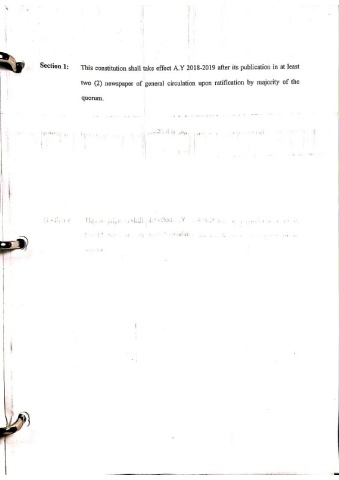 Section 1: This constitution shall take effect A.Y 2018-2019 after its publication in at least
two (2) newspaper of general circulation upon ratification by majority of the
quorum.